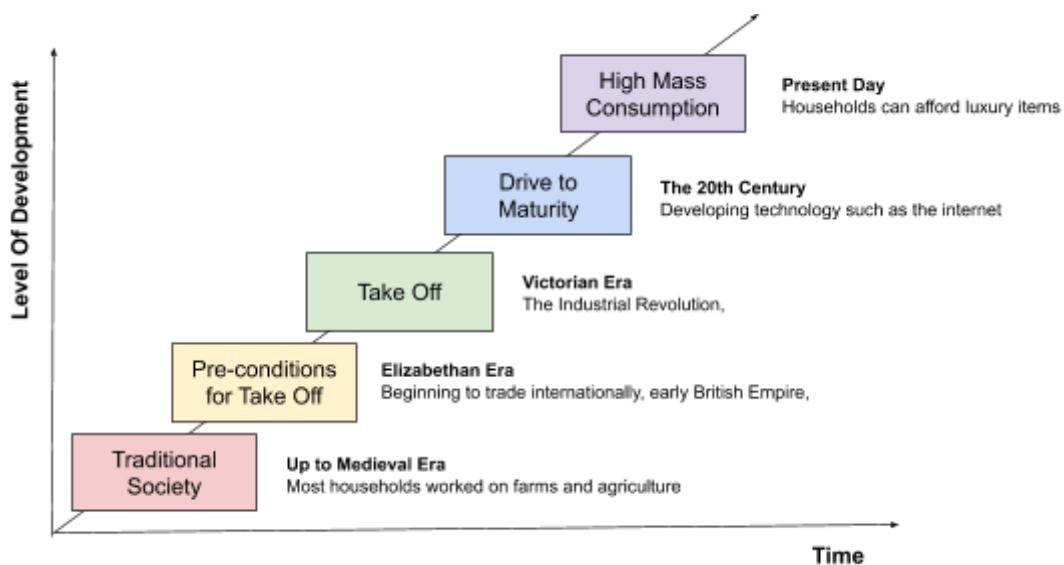 Level Of Development
High Mass
Consumption
Present Day
Households can afford luxury items
Drive to
Maturity
The 20th Century
Developing technology such as the internet
Take Off
Victorian Era
The Industrial Revolution,
Pre-conditions
for Take Off
Elizabethan Era
Beginning to trade internationally, early British Empire,
Traditional
Society
Up to Medieval Era
Most households worked on farms and agriculture
Time